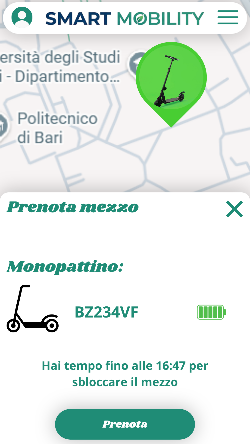 SMART MOBILITY
ersità degli Studi
i - Dipartimento...
Politecnico
di Bari
Prenota mezzo
Monopattino:
BZ234VF
Hai tempo fino alle 16:47 per
sbloccare il mezzo
Prenota